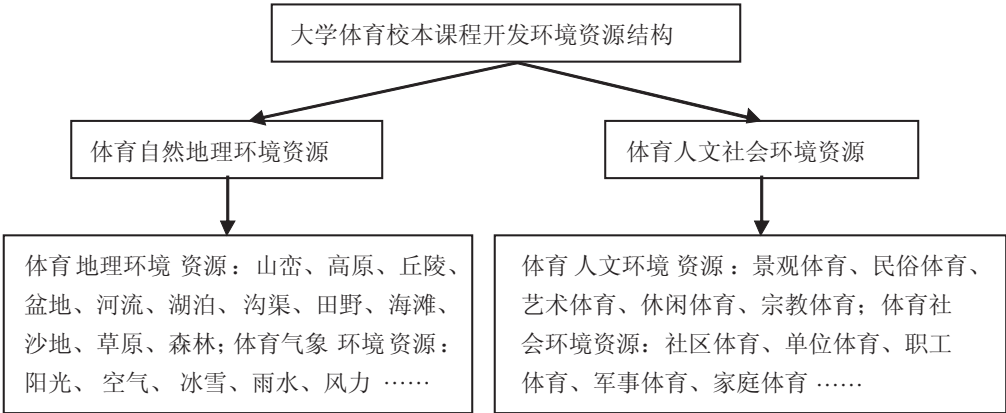 大学体育校本课程开发环境资源结构
体育自然地理环境资源
体育人文社会环境资源
体育地理环境 资源：山峦、高原、丘陵、
盆地、河流、湖泊、沟渠、田野、海滩、
沙地、草原、森林；体育气象 环境资源：
阳光、 空气、 冰雪、雨水、风力 ……
体育 人文环境 资源：景观体育、民俗体育、
艺术体育、休闲体育、宗教体育；体育社
会环境资源：社区体育、单位体育、职工
体育、军事体育、家庭体育 ……